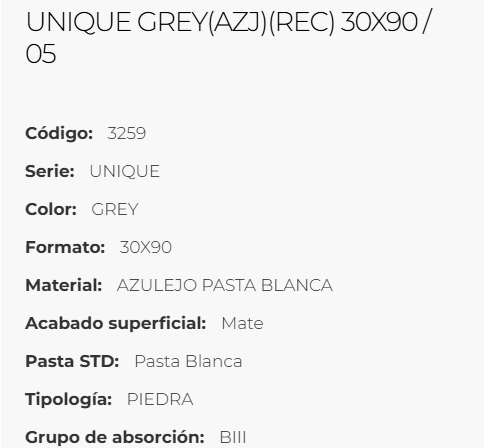 UNIQUE GREY(AZJ)(REC) 30X90 /
05
Código: 3259
Serie: UNIQUE
Color: GREY
Formato: 30X90
Material: AZULEJO PASTA BLANCA
Acabado superficial: Mate
Pasta STD: Pasta Blanca
Tipología: PIEDRA
Grupo de absorción: BIII